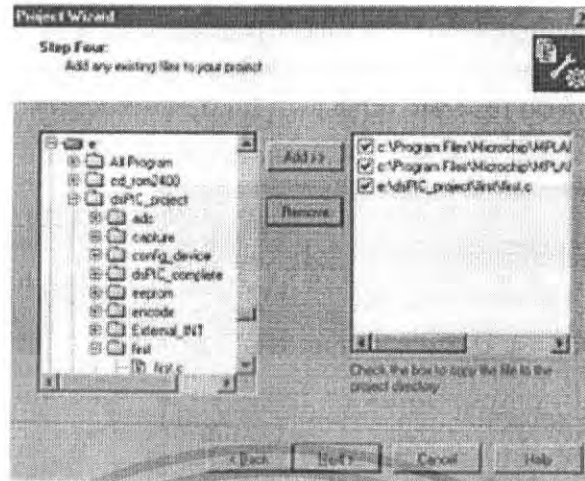 Project Wizard
Step Four:
Add any existing files to your project
e
All Program
cd_rom2400
dsPIC_project
adc
capture
config_device
dsPIC_complete
eeprom
encode
External_INT
first
first.c
Add >>
Remove
c:\Program Files\Microchip\MPLA
c:\Program Files\Microchip\MPLA
e:\dsPIC_project\first\first.c
Check the box to copy the file to the
project directory
< Back
Next >
Cancel
Help